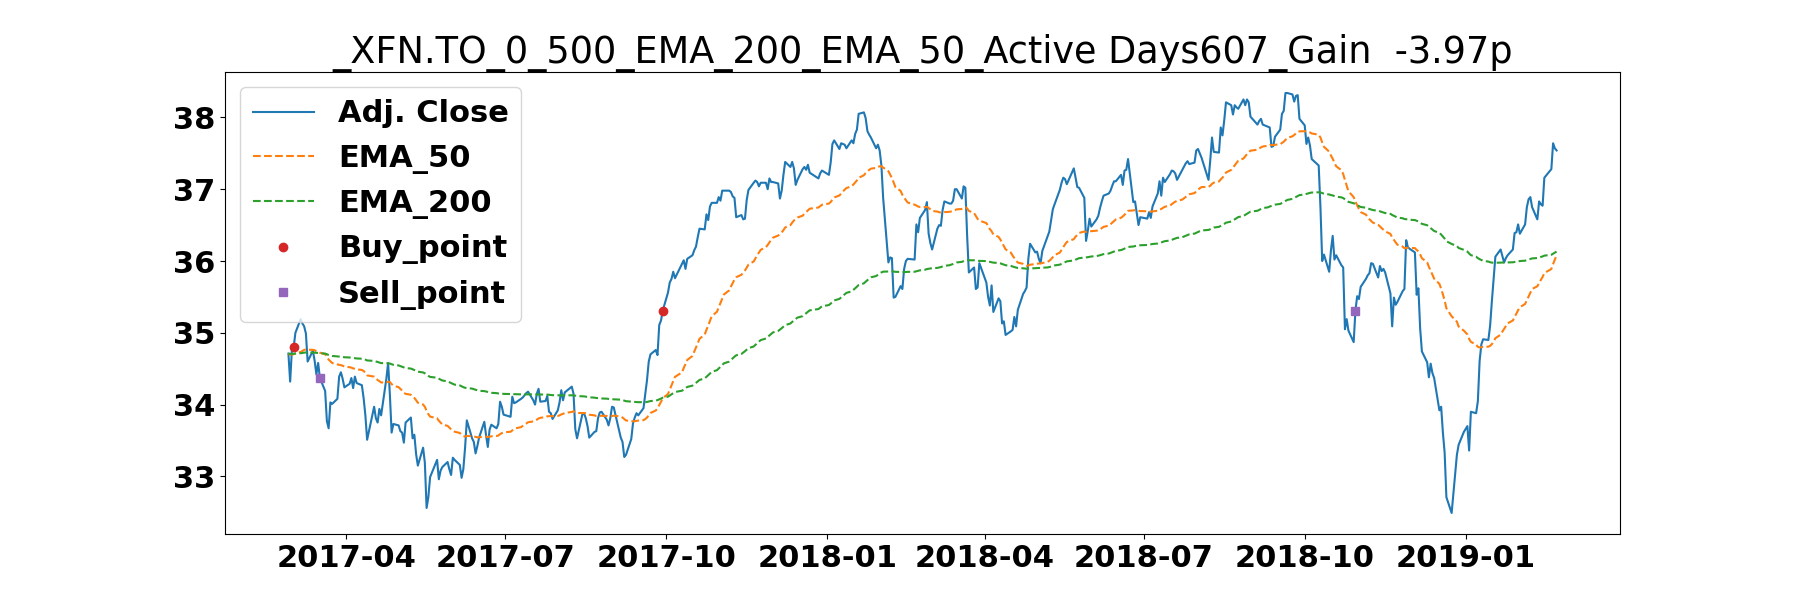 _XFN.TO_0_500_EMA_200_EMA_50_Active Days607_Gain  -3.97p
Adj. Close
EMA_50
EMA_200
Buy_point
Sell_point
38
37
36
35
34
33
2017-04 2017-07 2017-10 2018-01 2018-04 2018-07 2018-10 2019-01